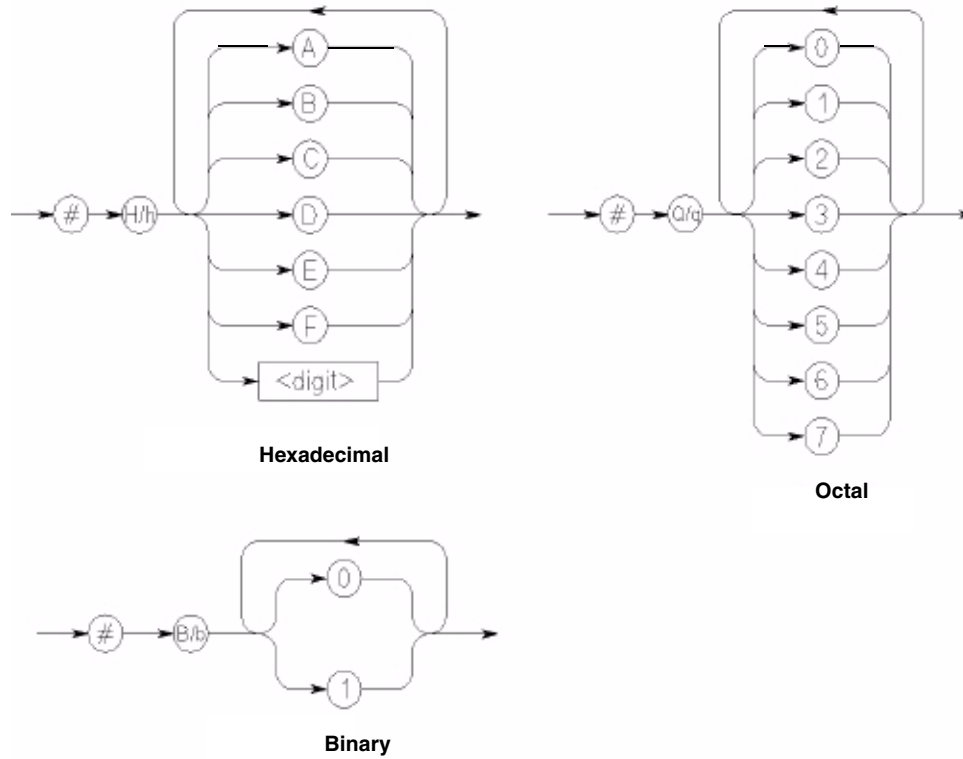 A
B
C
# H/h D
E
F
<digit>
Hexadecimal
0
1
2
# Q/q 3
4
5
6
7
Octal
0
# B/b
1
Binary